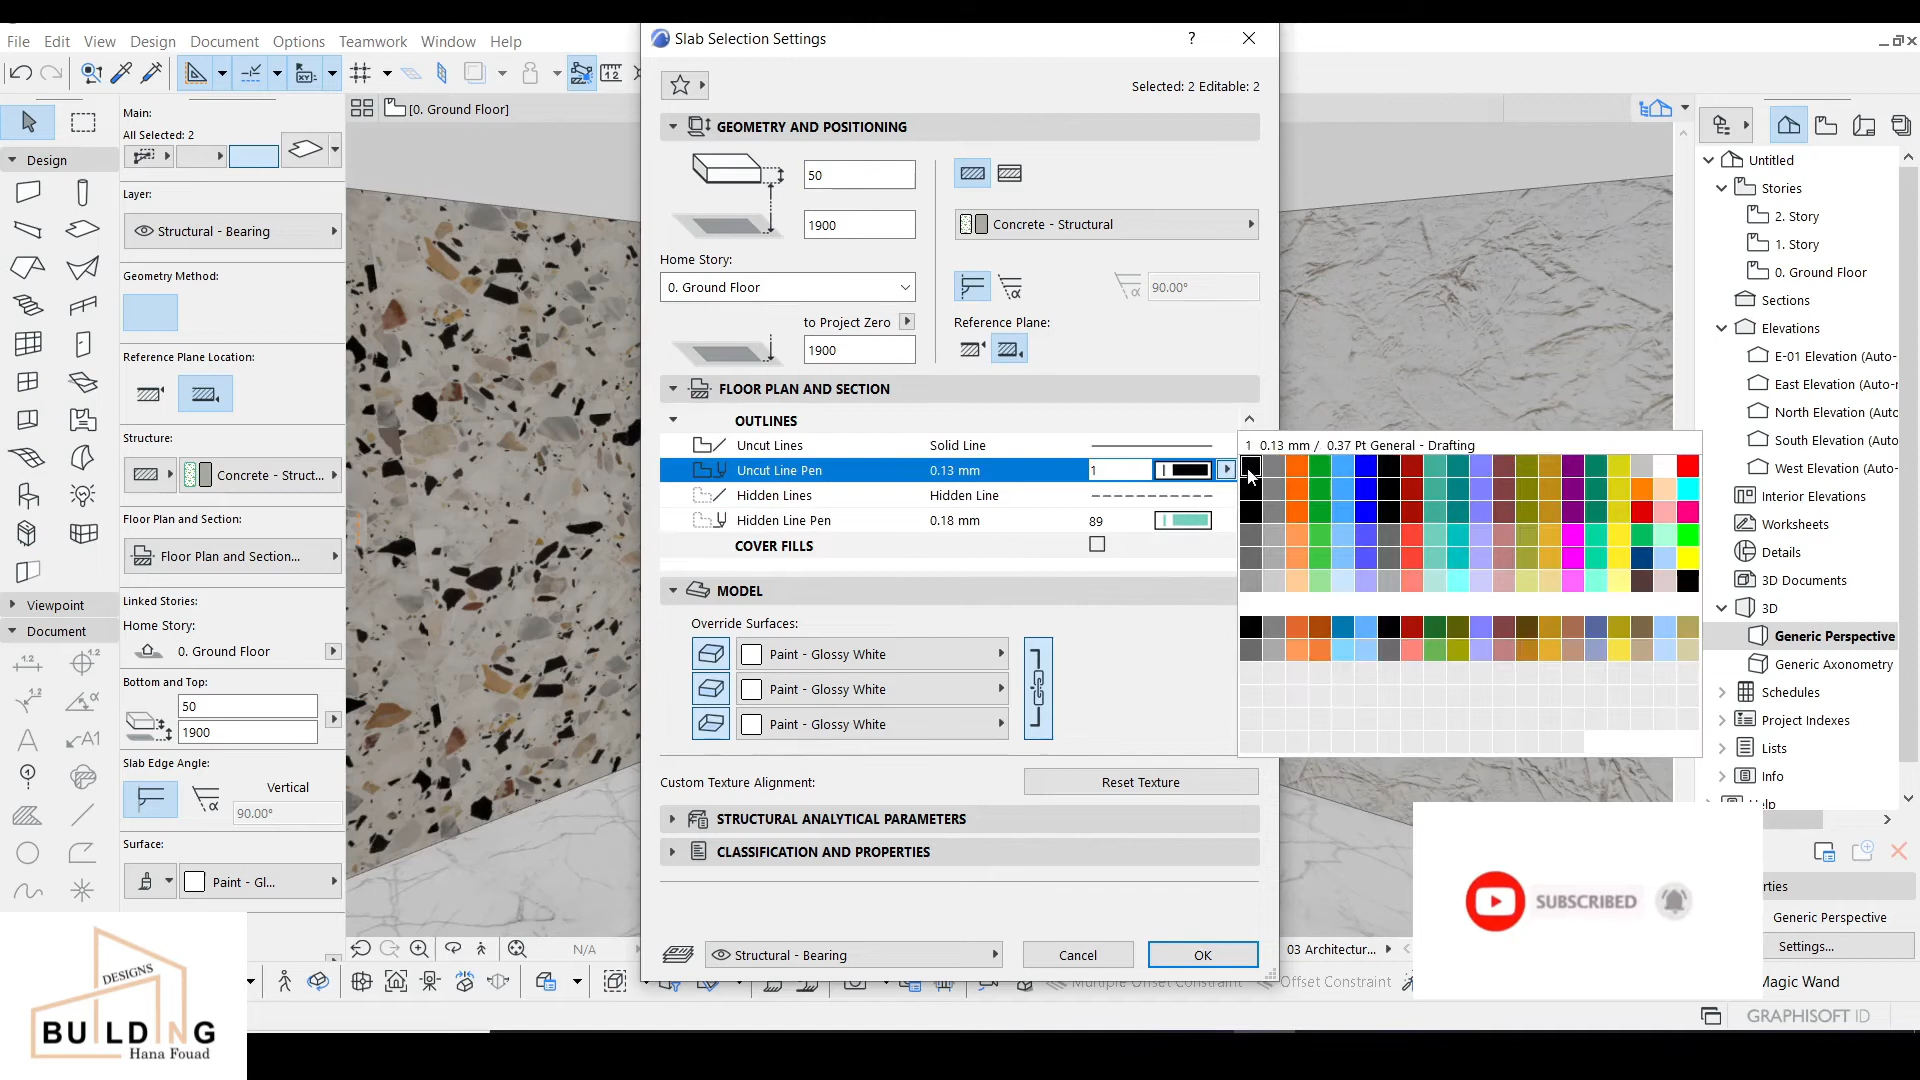 Slab Selection Settings
?
File Edit View Design Document Options Teamwork Window Help
Selected: 2 Editable: 2
[0. Ground Floor]
Main:
All Selected: 2
Design
Layer:
Structural - Bearing
Geometry Method:
Reference Plane Location:
Structure:
Concrete - Struct...
Floor Plan and Section:
Floor Plan and Section...
Viewpoint
Linked Stories:
Home Story:
Document
0. Ground Floor
Bottom and Top:
50
1900
Slab Edge Angle:
Vertical
90.00°
Surface:
Paint - Gl...
GEOMETRY AND POSITIONING
50
1900
Concrete - Structural
Home Story:
0. Ground Floor
90.00°
to Project Zero
Reference Plane:
1900
FLOOR PLAN AND SECTION
OUTLINES
Uncut Lines Solid Line
Uncut Line Pen 0.13 mm 1
Hidden Lines Hidden Line
Hidden Line Pen 0.18 mm 89
COVER FILLS
1 0.13 mm / 0.37 Pt General - Drafting
MODEL
Override Surfaces:
Paint - Glossy White
Paint - Glossy White
Paint - Glossy White
Custom Texture Alignment:
Reset Texture
STRUCTURAL ANALYTICAL PARAMETERS
CLASSIFICATION AND PROPERTIES
Structural - Bearing
Cancel
OK
Untitled
Stories
2. Story
1. Story
0. Ground Floor
Sections
Elevations
E-01 Elevation (Auto-
East Elevation (Auto-r
North Elevation (Auto
South Elevation (Auto
West Elevation (Auto-
Interior Elevations
Worksheets
Details
3D Documents
3D
Generic Perspective
Generic Axonometry
Schedules
Project Indexes
Lists
Info
Help
rties
Generic Perspective
Settings...
Magic Wand
GRAPHISOFT ID
SUBSCRIBED
N/A
03 Architectur...
Multiple Offset Constraint
Offset Constraint
DESIGNS
BUILDING
Hana Fouad